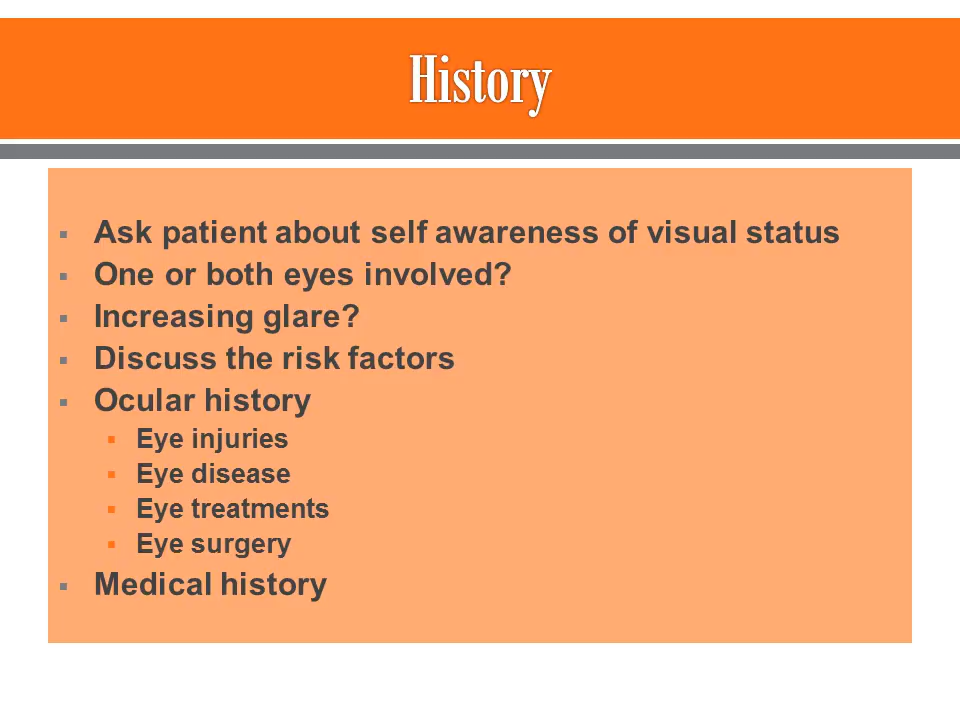 History
Ask patient about self awareness of visual status
One or both eyes involved?
Increasing glare?
Discuss the risk factors
Ocular history
Eye injuries
Eye disease
Eye treatments
Eye surgery
Medical history